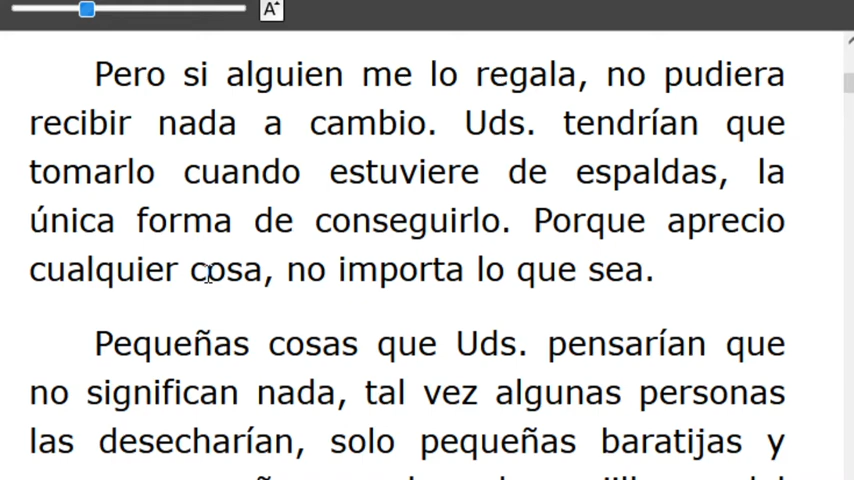 A
Pero si alguien me lo regala, no pudiera
recibir nada a cambio. Uds. tendrían que
tomarlo cuando estuviere de espaldas, la
única forma de conseguirlo. Porque aprecio
cualquier cosa, no importa lo que sea.
Pequeñas cosas que Uds. pensarían que
no significan nada, tal vez algunas personas
las desecharían, solo pequeñas baratijas y